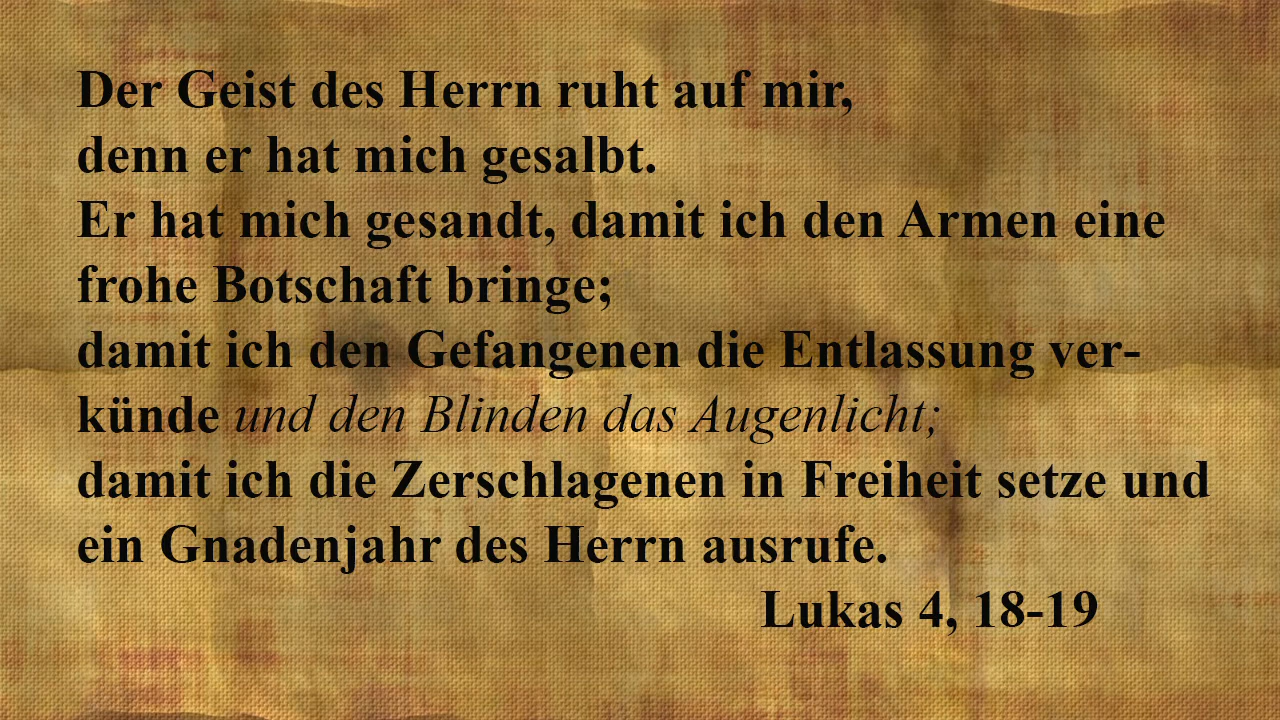 Der Geist des Herrn ruht auf mir,
denn er hat mich gesalbt.
Er hat mich gesandt, damit ich den Armen eine
frohe Botschaft bringe;
damit ich den Gefangenen die Entlassung ver-
künde und den Blinden das Augenlicht;
damit ich die Zerschlagenen in Freiheit setze und
ein Gnadenjahr des Herrn ausrufe.
Lukas 4, 18-19